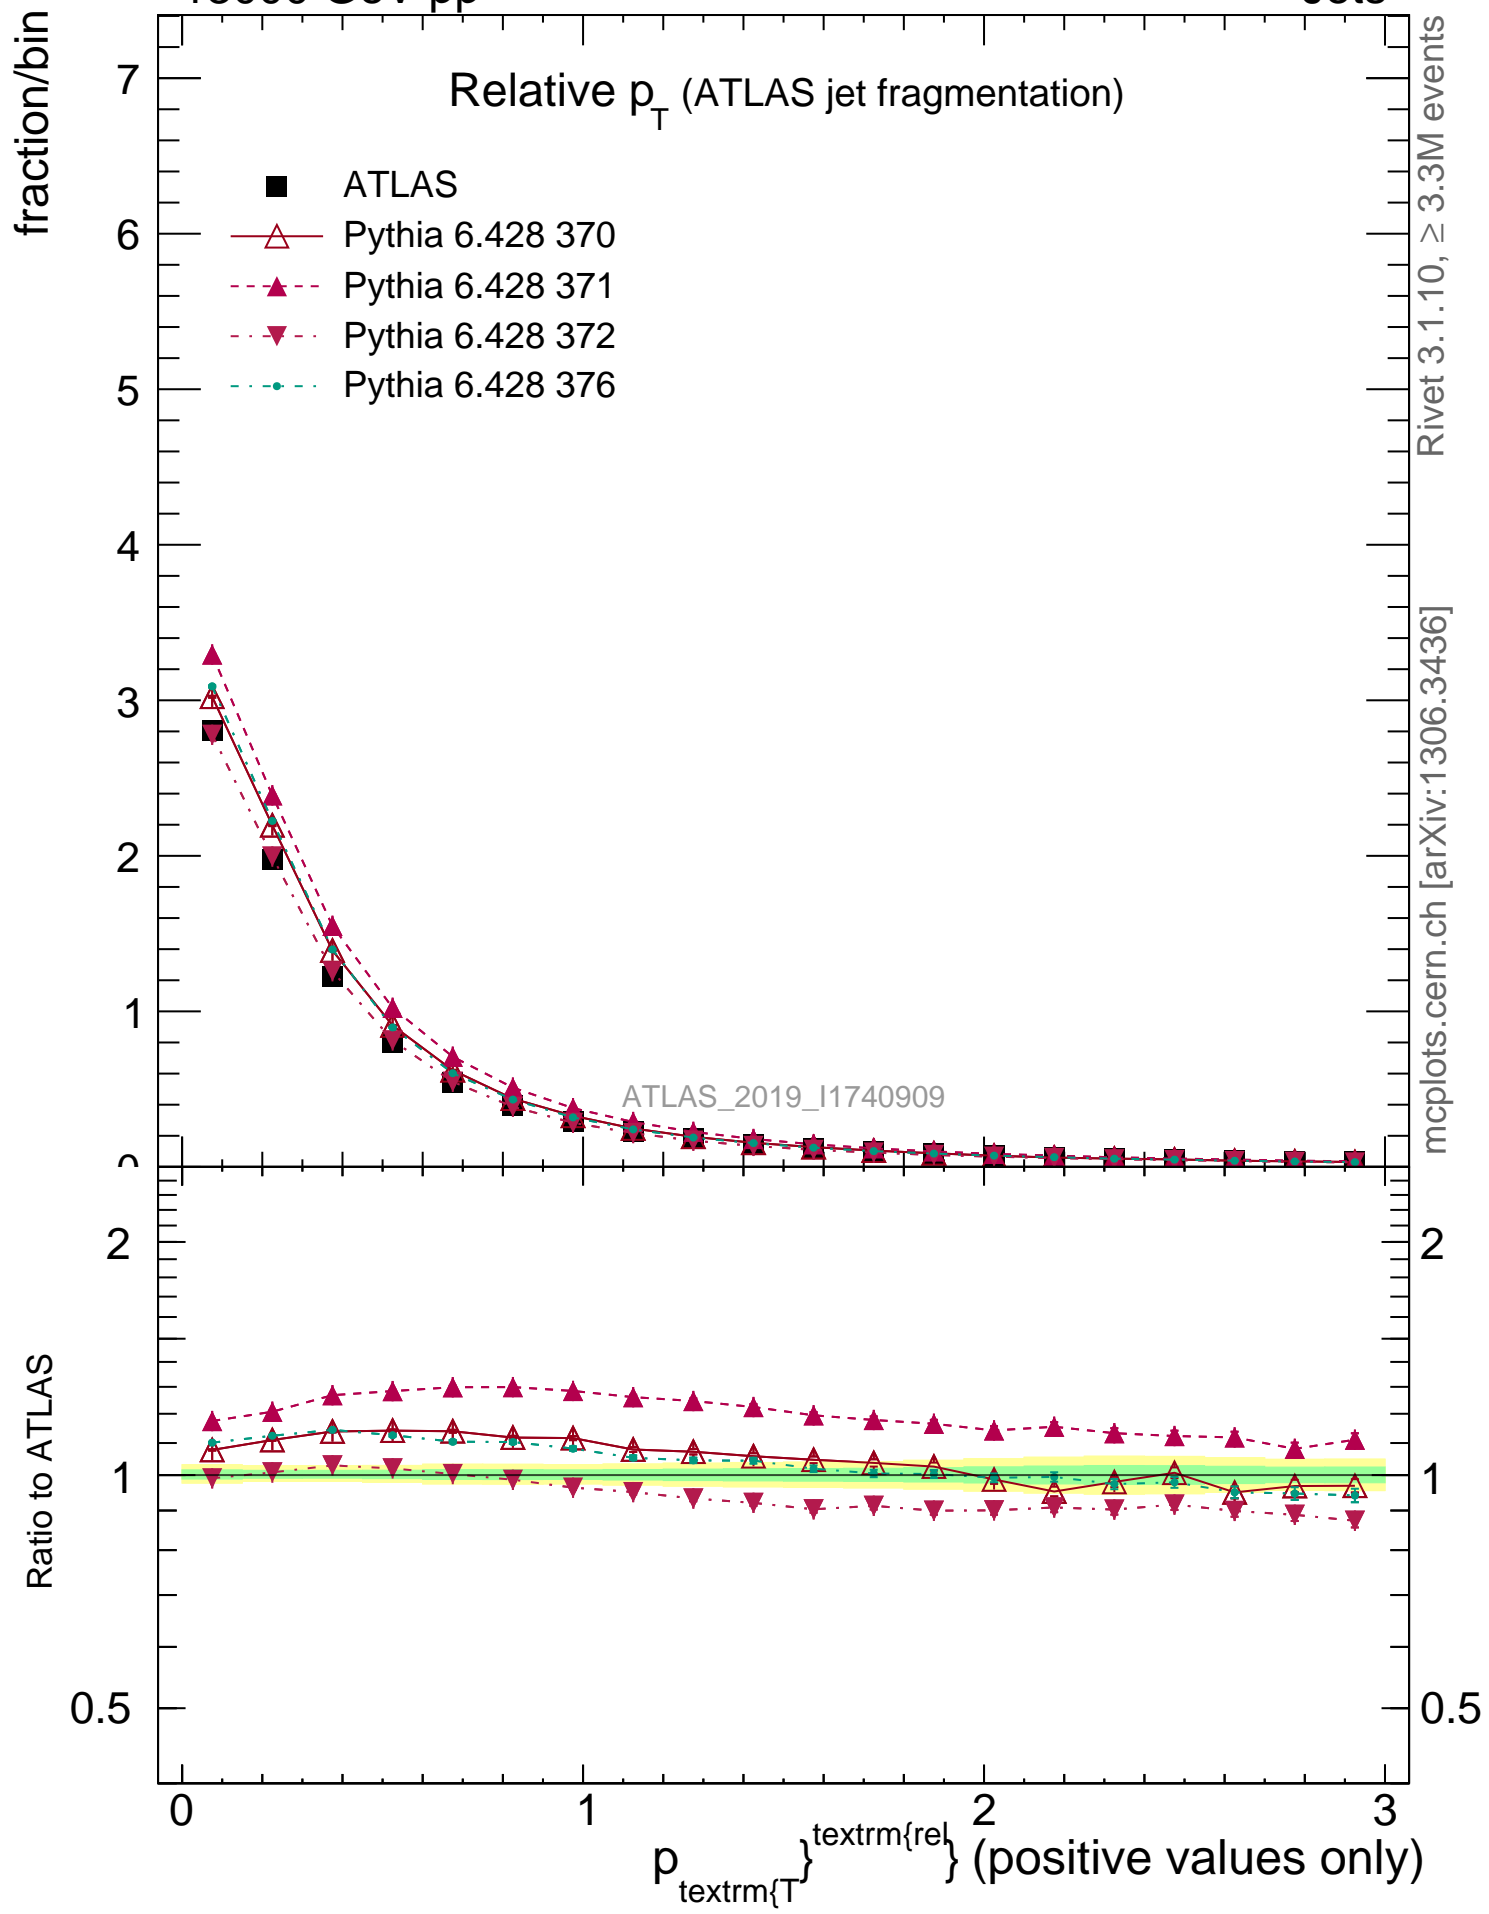 fraction/bin
Relative p_T (ATLAS jet fragmentation)
ATLAS
Pythia 6.428 370
Pythia 6.428 371
Pythia 6.428 372
Pythia 6.428 376
7
6
5
4
3
2
1
ATLAS_2019_I1740909
Rivet 3.1.10, ≥ 3.3M events
mcplots.cern.ch [arXiv:1306.3436]
Ratio to ATLAS
2
1
0.5
2
1
0.5
0 1 2 3
p_textrm{T}^textrm{rel} (positive values only)